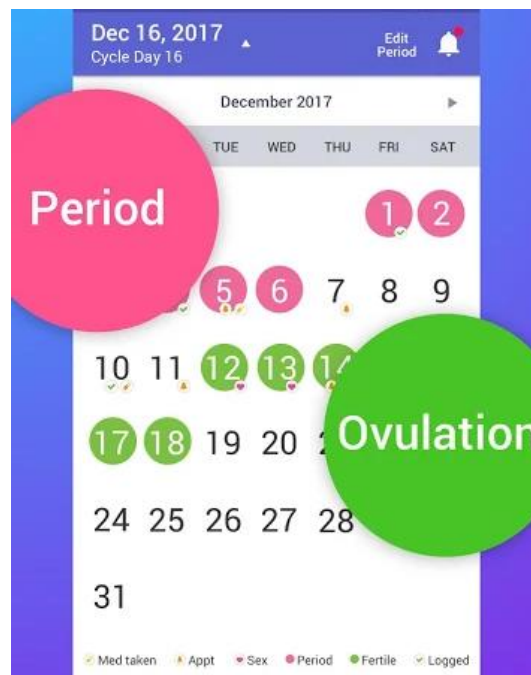 Dec 16, 2017
Cycle Day 16
Edit
Period
December 2017
TUE WED THU FRI SAT
Period
1 2
5 6 7 8 9
10 11 12 13 14
Ovulation
17 18 19 20
24 25 26 27 28
31
Med taken Appt Sex Period Fertile Logged